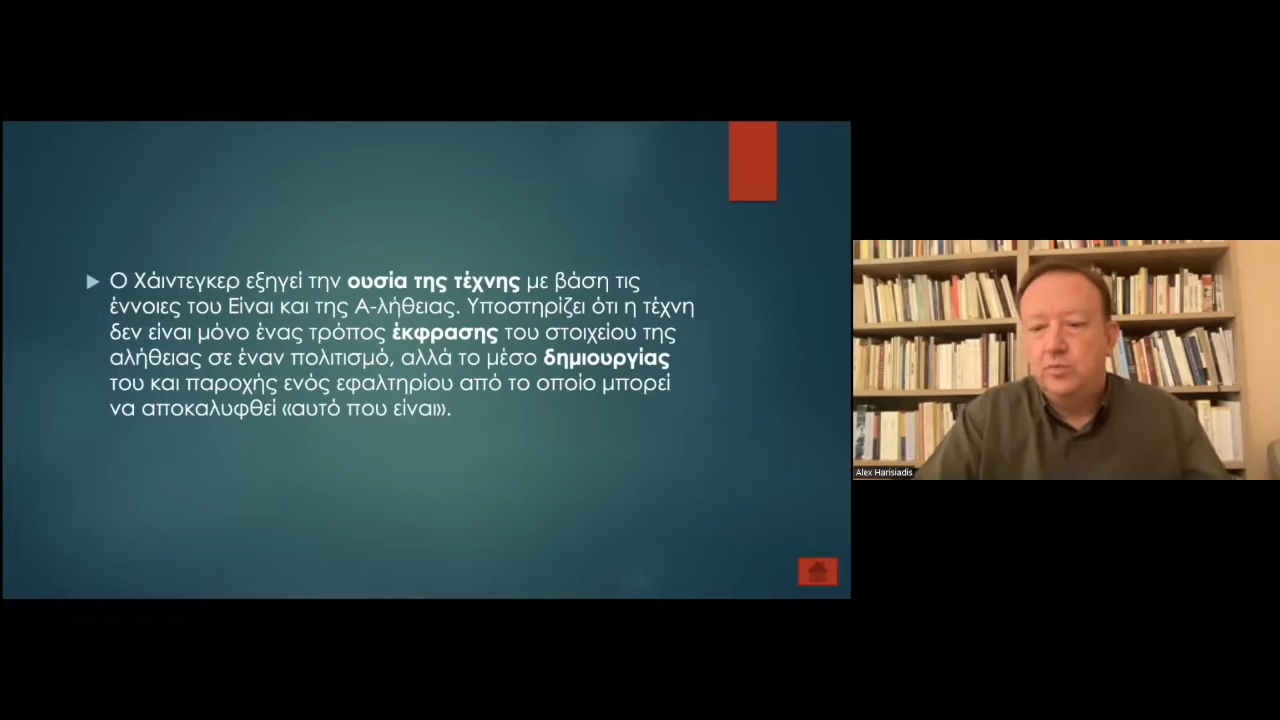 Ο Χάιντεγκερ εξηγεί την ουσία της τέχνης με βάση τις
έννοιες του Είναι και της Α-λήθειας. Υποστηρίζει ότι η τέχνη
δεν είναι μόνο ένας τρόπος έκφρασης του στοιχείου της
αλήθειας σε έναν πολιτισμό, αλλά το μέσο δημιουργίας
του και παροχής ενός εφαλτηρίου από το οποίο μπορεί
να αποκαλυφθεί «αυτό που είναι».
Alex Harisiadis